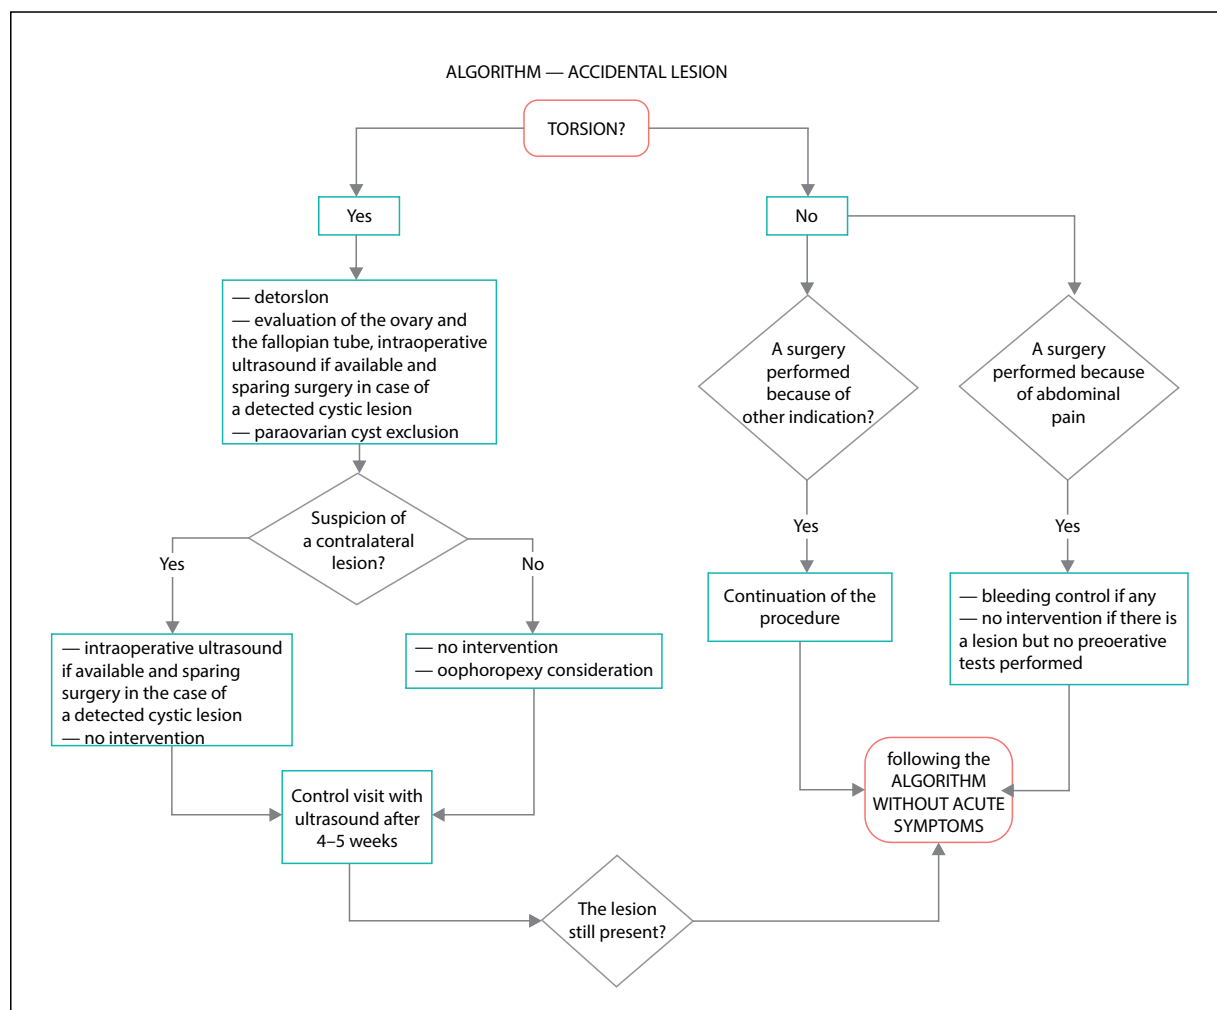 ALGORITHM — ACCIDENTAL LESION
TORSION?
Yes
No
— detorslon
— evaluation of the ovary and
the fallopian tube, intraoperative
ultrasound if available and
sparing surgery in case of
a detected cystic lesion
— paraovarian cyst exclusion
A surgery
performed
because of
other indication?
A surgery
performed because
of abdominal
pain
Suspicion of
a contralateral
lesion?
Yes
No
Yes
Yes
— intraoperative ultrasound
if available and sparing
surgery in the case of
a detected cystic lesion
— no intervention
— no intervention
— oophoropexy consideration
Continuation of the
procedure
— bleeding control if any
— no intervention if there is
a lesion but no preoerative
tests performed
Control visit with
ultrasound after
4–5 weeks
following the
ALGORITHM
WITHOUT ACUTE
SYMPTOMS
The lesion
still present?